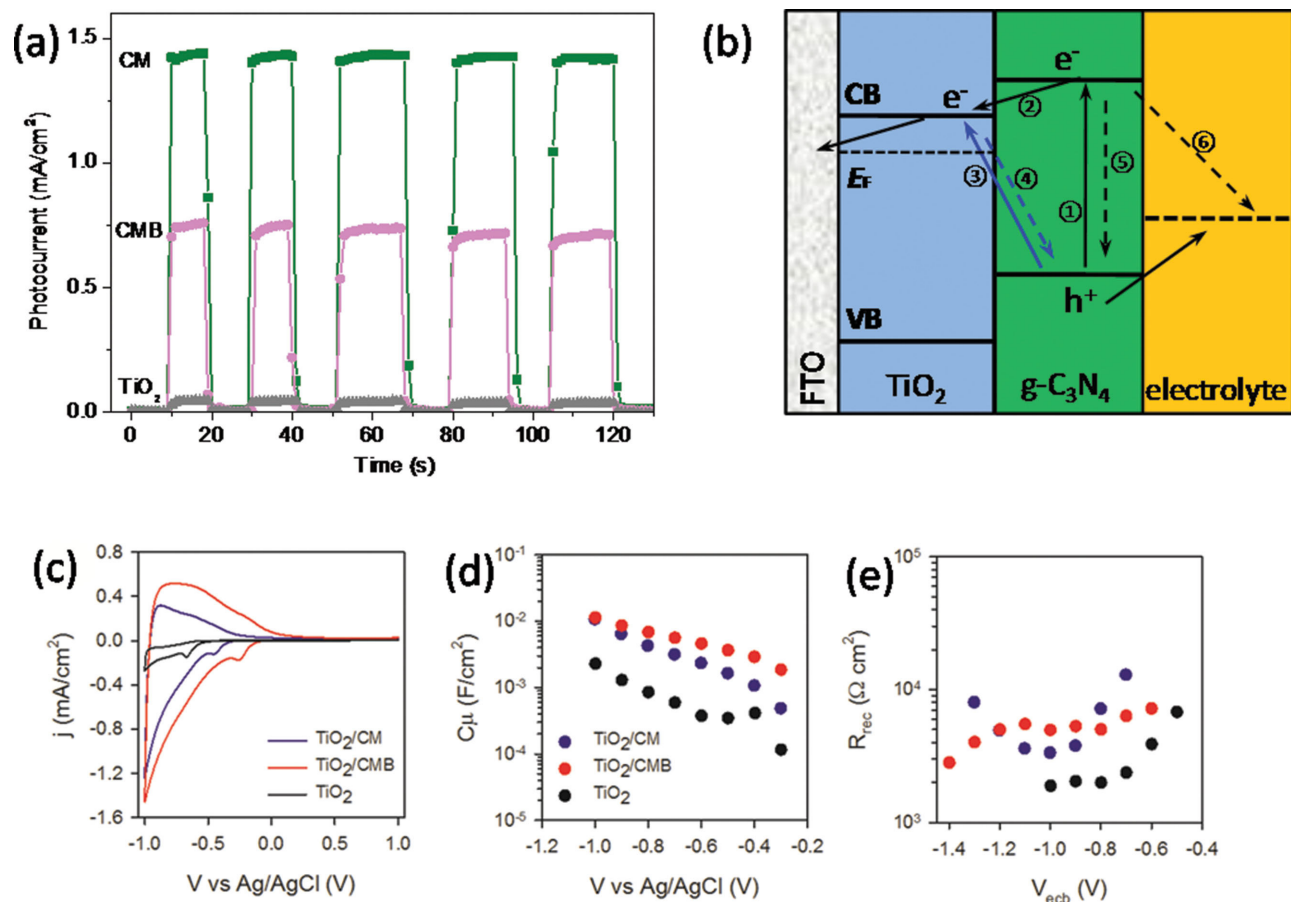 (a)
Photocurrent (mA/cm²)
1.5
1.0
0.5
0.0
CM
CMB
TiO₂
0 20 40 60 80 100 120
Time (s)
(b)
e⁻
CB e⁻ ② ⑥
E_F ③ ④ ① ⑤
h⁺
VB
FTO TiO₂ g-C₃N₄ electrolyte
(c)
j (mA/cm²)
0.8
0.4
0.0
-0.4
-0.8
-1.2
-1.6
TiO₂/CM
TiO₂/CMB
TiO₂
-1.0 -0.5 0.0 0.5 1.0
V vs Ag/AgCl (V)
(d)
Cμ (F/cm²)
10⁻¹
10⁻²
10⁻³
10⁻⁴
10⁻⁵
TiO₂/CM
TiO₂/CMB
TiO₂
-1.2 -1.0 -0.8 -0.6 -0.4 -0.2
V vs Ag/AgCl (V)
(e)
R_rec (Ω cm²)
10⁵
10⁴
10³
-1.4 -1.2 -1.0 -0.8 -0.6 -0.4
V_ecb (V)